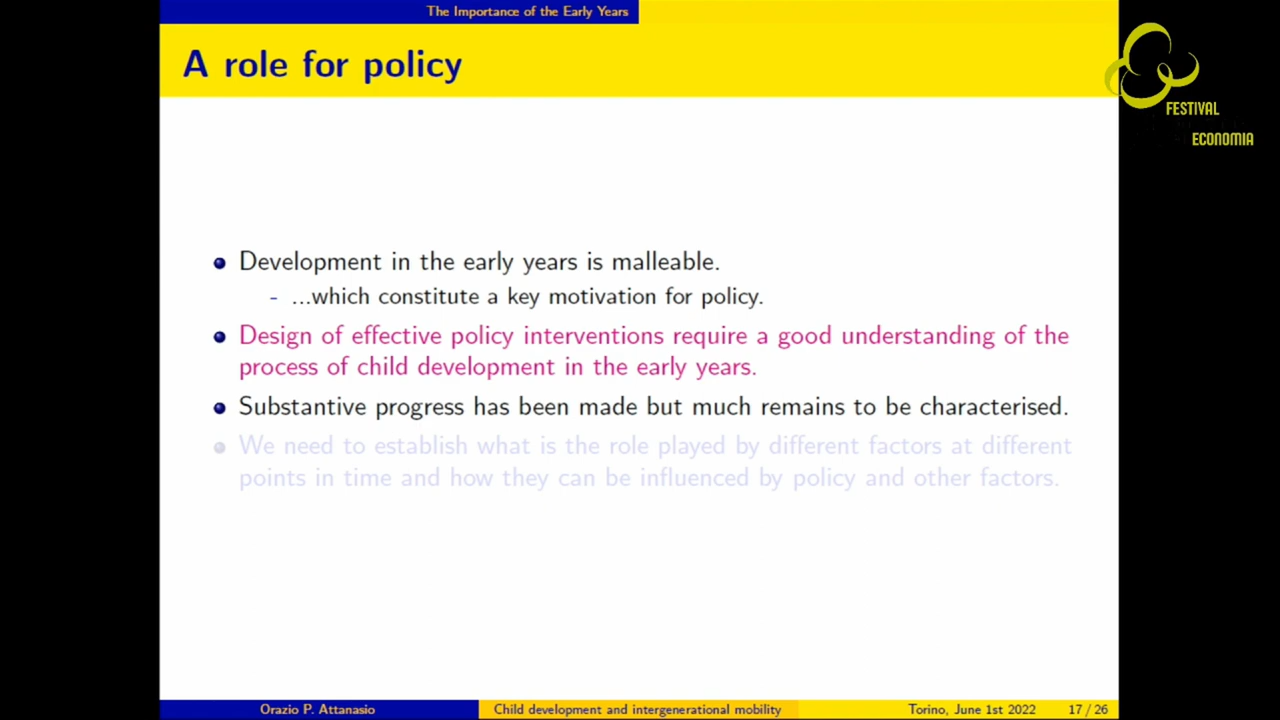 The Importance of the Early Years
A role for policy
FESTIVAL
ECONOMIA
Development in the early years is malleable.
- ...which constitute a key motivation for policy.
Design of effective policy interventions require a good understanding of the
process of child development in the early years.
Substantive progress has been made but much remains to be characterised.
We need to establish what is the role played by different factors at different
points in time and how they can be influenced by policy and other factors.
Orazio P. Attanasio
Child development and intergenerational mobility
Torino, June 1st 2022
17 / 26